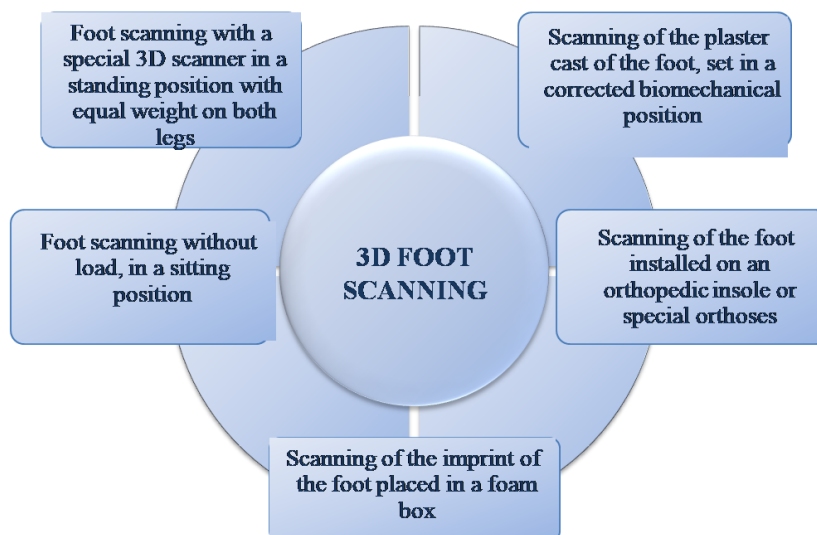 Foot scanning with a
special 3D scanner in a
standing position with
equal weight on both
legs
Scanning of the plaster
cast of the foot, set in a
corrected biomechanical
position
Foot scanning without
load, in a sitting
position
3D FOOT
SCANNING
Scanning of the foot
installed on an
orthopedic insole or
special orthoses
Scanning of the imprint of
the foot placed in a foam
box